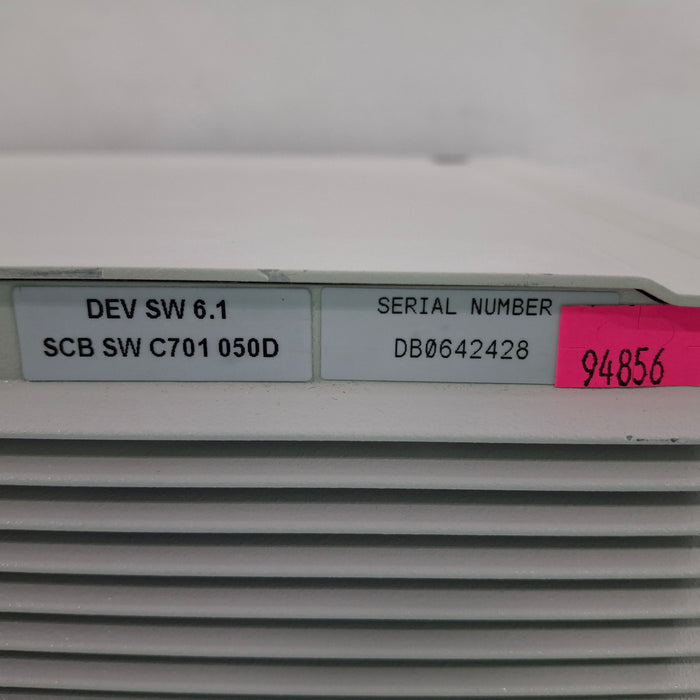 DEV SW 6.1
SCB SW C701 050D
SERIAL NUMBER
DB0642428
94856